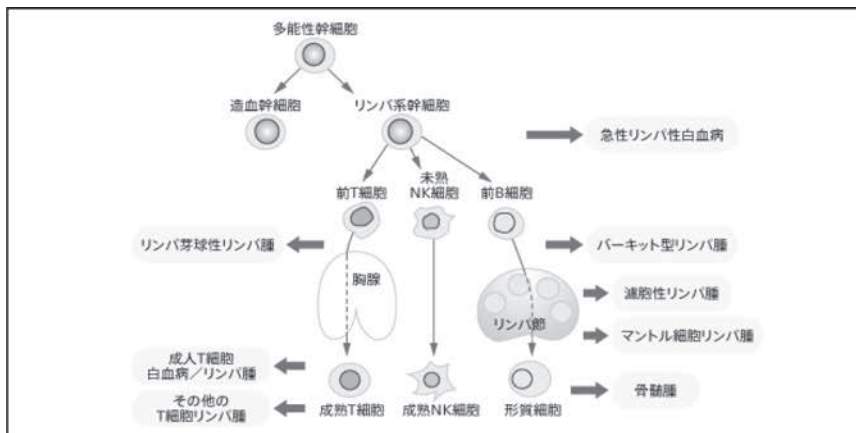 多能性幹細胞
造血幹細胞
リンパ系幹細胞
急性リンパ性白血病
前T細胞
未熟
NK細胞
前B細胞
リンパ芽球性リンパ腫
バーキット型リンパ腫
胸腺
濾胞性リンパ腫
リンパ節
マントル細胞リンパ腫
成人T細胞
白血病／リンパ腫
骨髄腫
その他の
T細胞リンパ腫
成熟T細胞
成熟NK細胞
形質細胞